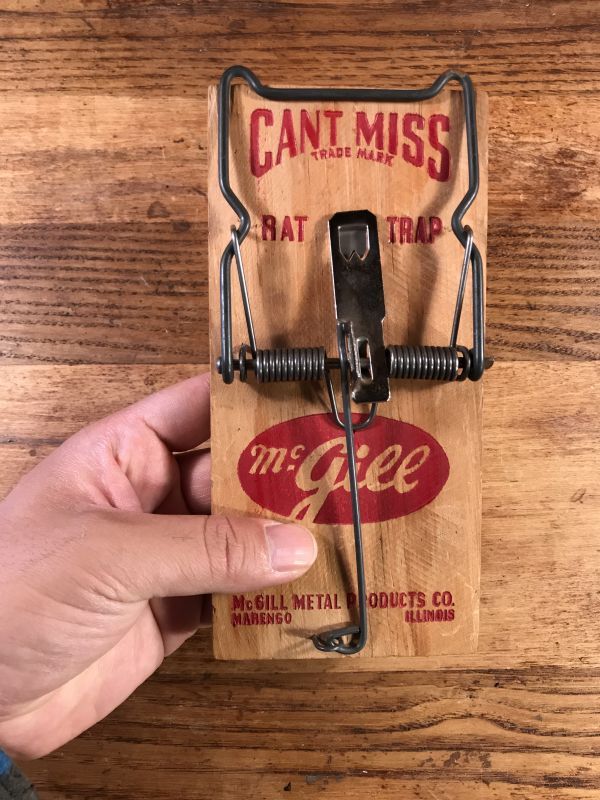 CANT MISS
TRADE MARK
RAT TRAP
McGill
McGILL METAL PRODUCTS CO.
MARENGO ILLINOIS